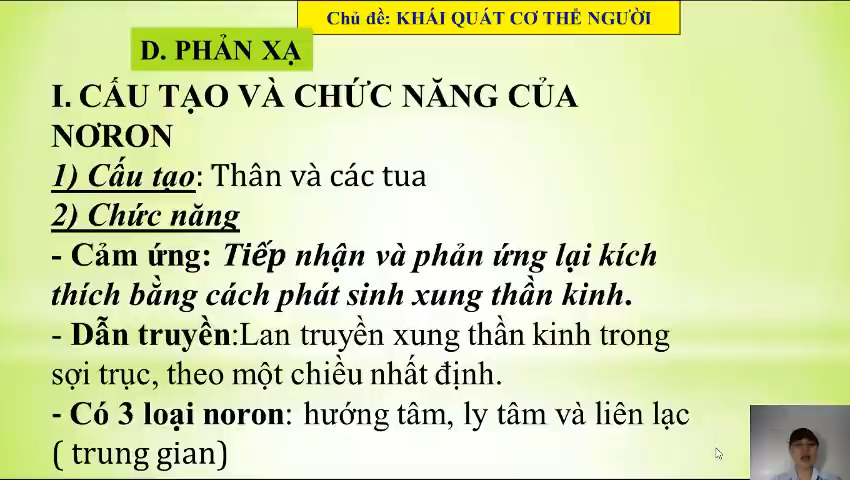 Chủ đề: KHÁI QUÁT CƠ THỂ NGƯỜI
D. PHẢN XẠ
I. CẤU TẠO VÀ CHỨC NĂNG CỦA
NƠRON
1) Cấu tạo: Thân và các tua
2) Chức năng
- Cảm ứng: Tiếp nhận và phản ứng lại kích
thích bằng cách phát sinh xung thần kinh.
- Dẫn truyền:Lan truyền xung thần kinh trong
sợi trục, theo một chiều nhất định.
- Có 3 loại noron: hướng tâm, ly tâm và liên lạc
( trung gian)